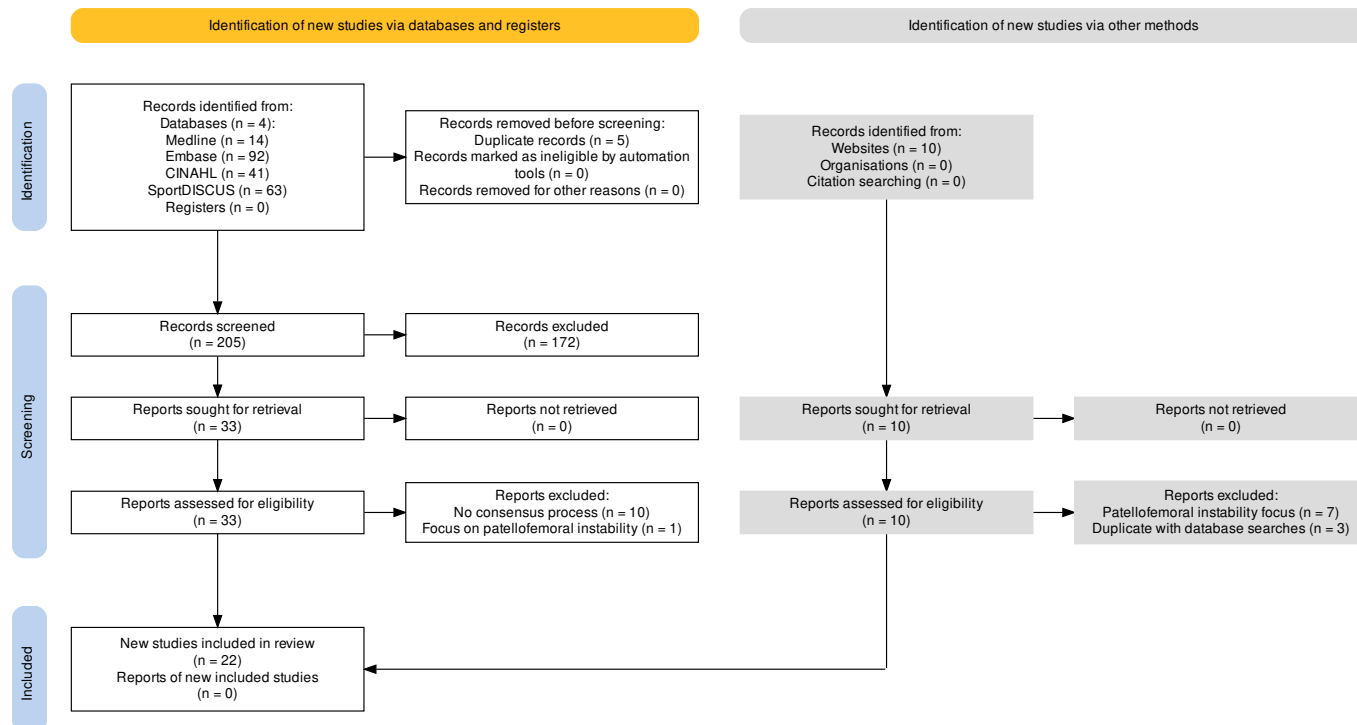 Identification of new studies via databases and registers
Identification of new studies via other methods
Identification
Records identified from:
Databases (n = 4):
Medline (n = 14)
Embase (n = 92)
CINAHL (n = 41)
SportDISCUS (n = 63)
Registers (n = 0)
Records removed before screening:
Duplicate records (n = 5)
Records marked as ineligible by automation
tools (n = 0)
Records removed for other reasons (n = 0)
Records identified from:
Websites (n = 10)
Organisations (n = 0)
Citation searching (n = 0)
Screening
Records screened
(n = 205)
Records excluded
(n = 172)
Reports sought for retrieval
(n = 33)
Reports not retrieved
(n = 0)
Reports sought for retrieval
(n = 10)
Reports not retrieved
(n = 0)
Reports assessed for eligibility
(n = 33)
Reports excluded:
No consensus process (n = 10)
Focus on patellofemoral instability (n = 1)
Reports assessed for eligibility
(n = 10)
Reports excluded:
Patellofemoral instability focus (n = 7)
Duplicate with database searches (n = 3)
Included
New studies included in review
(n = 22)
Reports of new included studies
(n = 0)